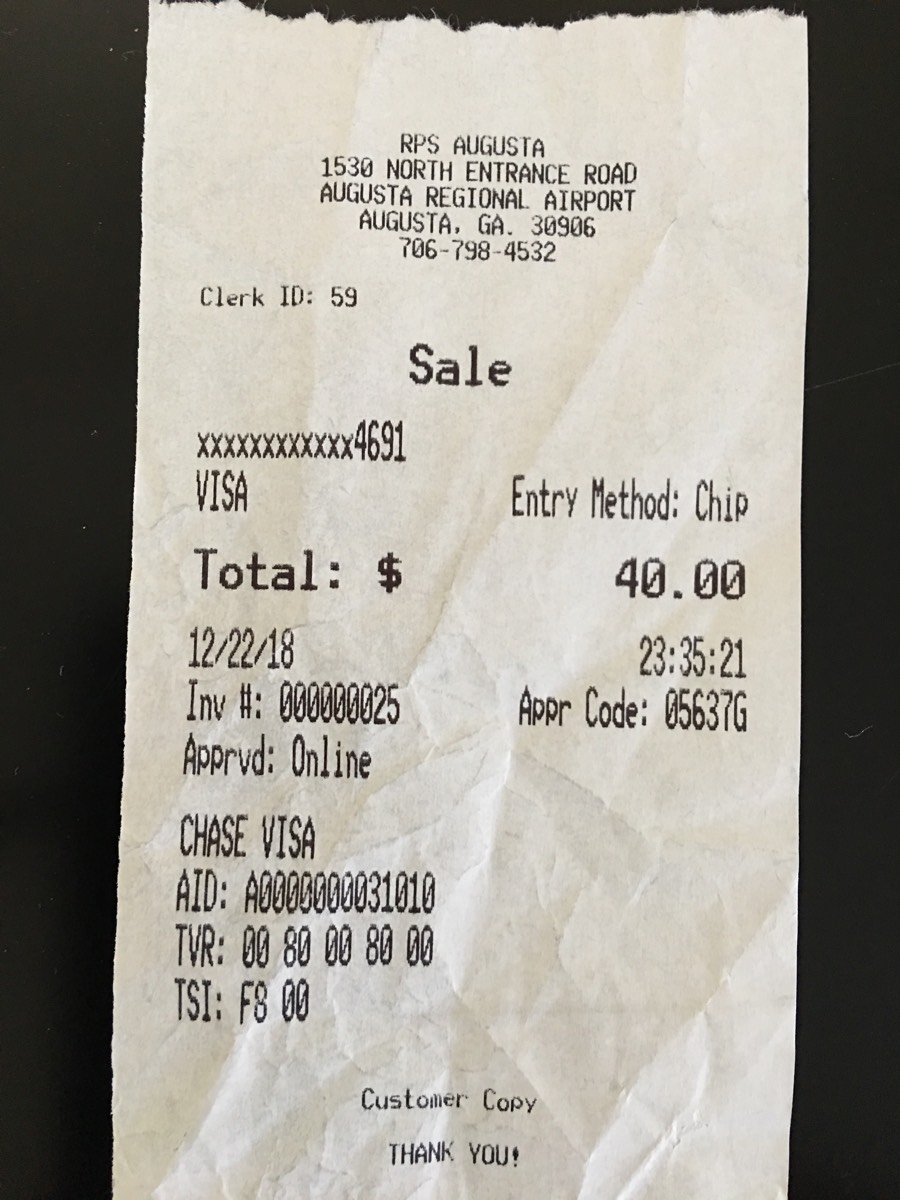 RPS AUGUSTA
1530 NORTH ENTRANCE ROAD
AUGUSTA REGIONAL AIRPORT
AUGUSTA, GA. 30906
706-798-4532
Clerk ID: 59
Sale
xxxxxxxxxxxx4691
VISA Entry Method: Chip
Total: $ 40.00
12/22/18 23:35:21
Inv #: 000000025 Appr Code: 05637G
Apprvd: Online
CHASE VISA
AID: A0000000031010
TVR: 00 80 00 80 00
TSI: F8 00
Customer Copy
THANK YOU!